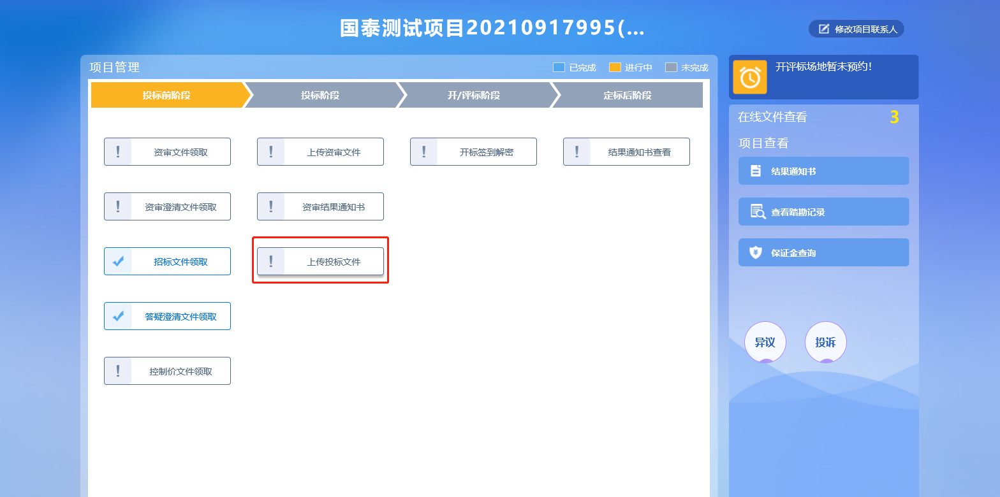 国泰测试项目20210917995(...
修改项目联系人
项目管理
已完成 进行中 未完成
投标前阶段 投标阶段 开/评标阶段 定标后阶段
! 资审文件领取 ! 上传资审文件 ! 开标签到解密 ! 结果通知书查看
! 资审澄清文件领取 ! 资审结果通知书
招标文件领取 ! 上传投标文件
答疑澄清文件领取
! 控制价文件领取
开评标场地暂未预约!
在线文件查看 3
项目查看
结果通知书
查看踏勘记录
¥ 保证金查询
异议 投诉